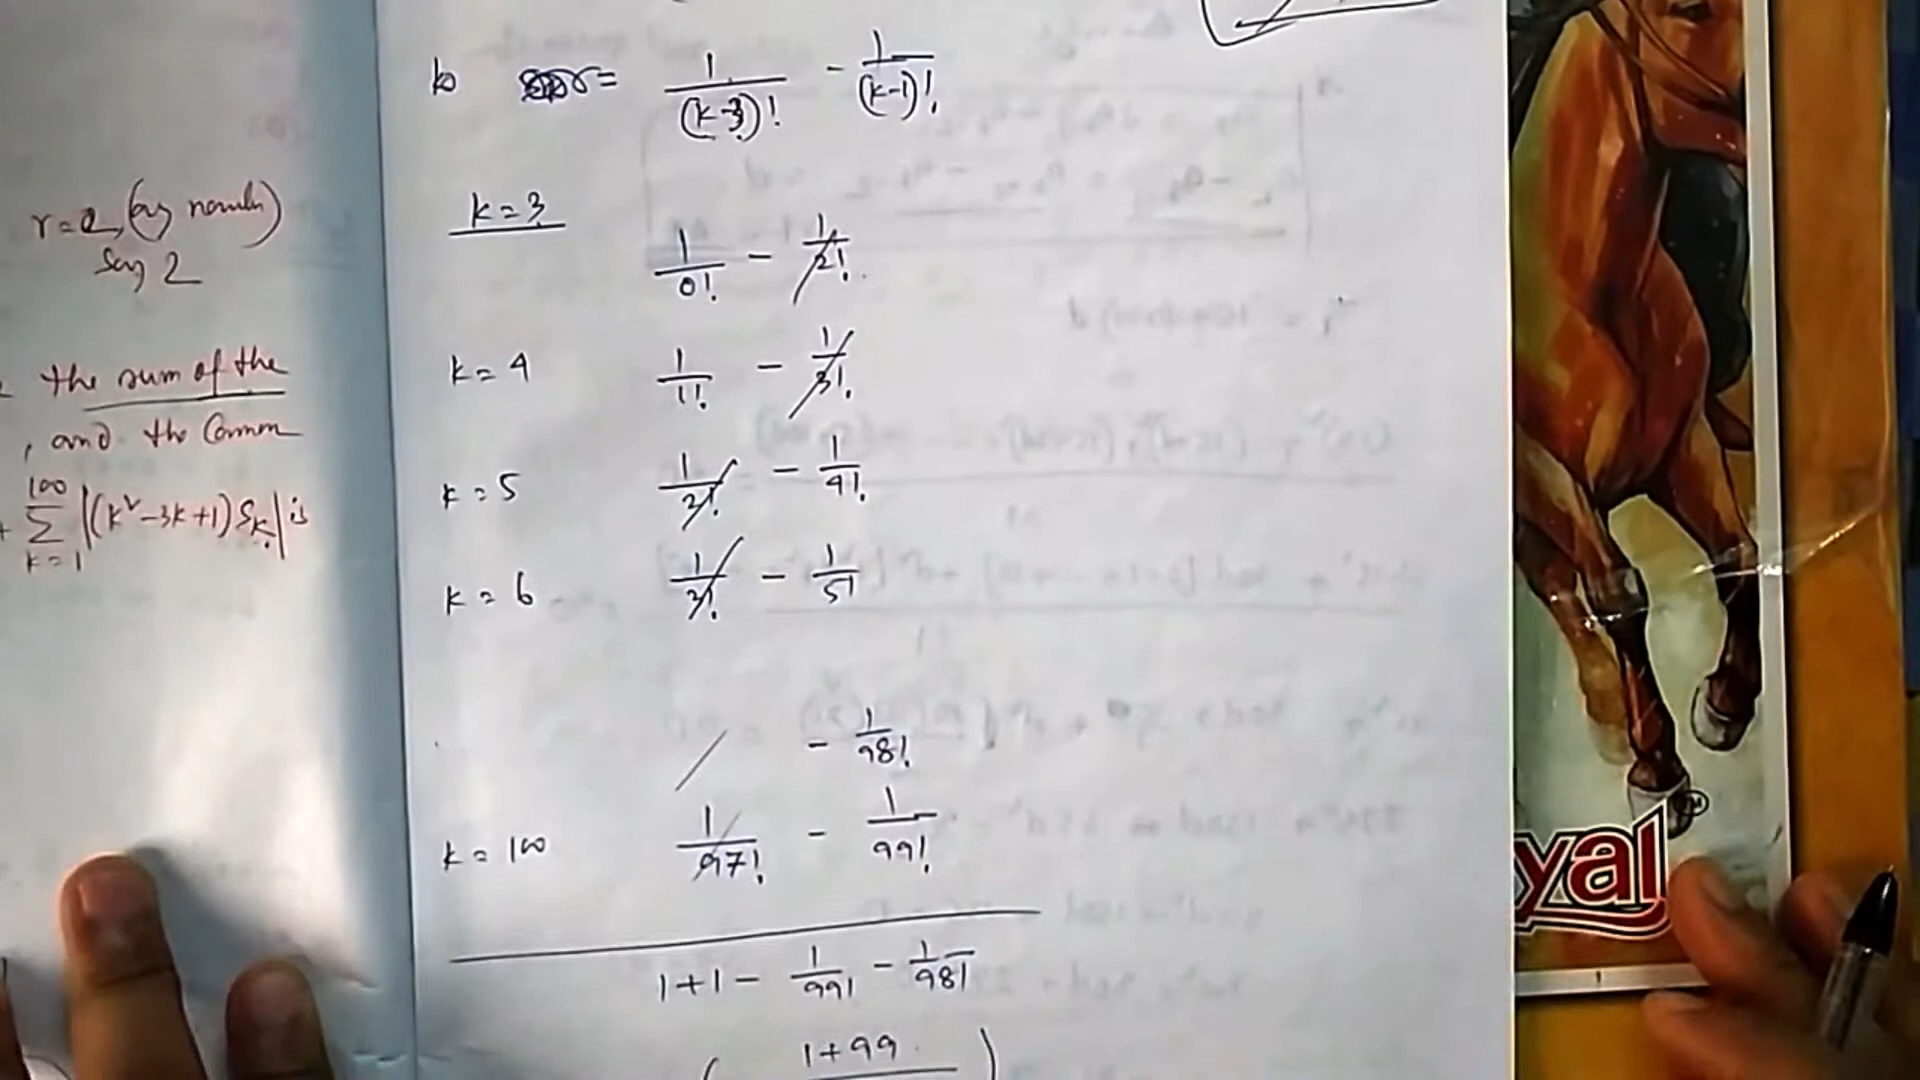 r = 2, (by
Say 2
the sum of the
, and the Common
100
Σ |(k² - 3k + 1) Sk| is
k = 1
= 1/(k-3)! - 1/(k-1)!
k = 3
1/0! - 1/2!
k = 4 1/1! - 1/3!
k = 5 1/2! - 1/4!
k = 6 1/3! - 1/5!
- 1/98!
k = 100 1/97! - 1/99!
1 + 1 - 1/99! - 1/98!
1 + 99
yal